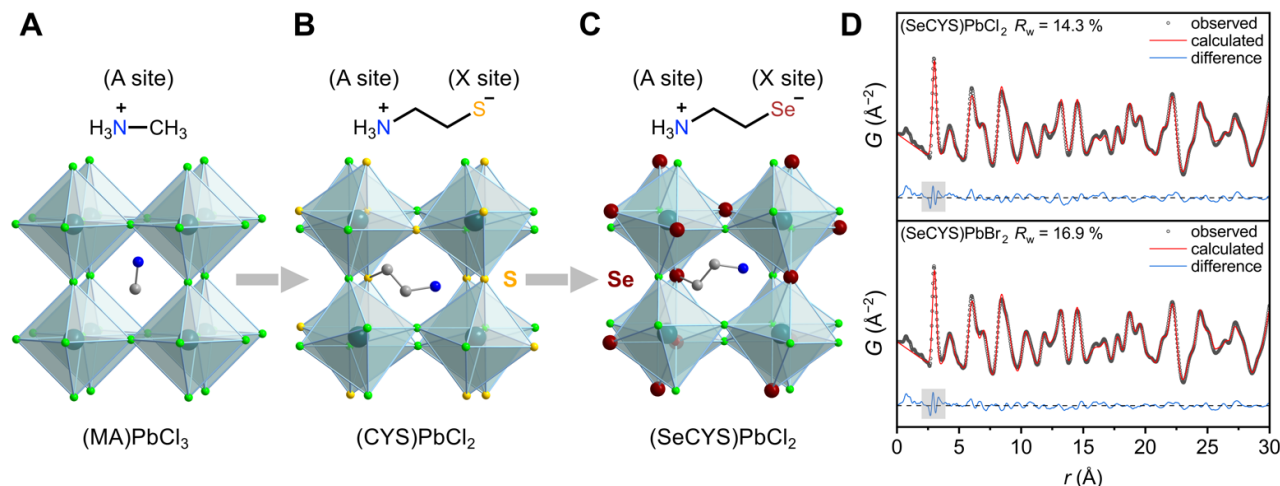 A
(A site)
+
H₃N—CH₃
(MA)PbCl₃
B
(A site) (X site)
+
H₃N
S⁻
S
(CYS)PbCl₂
C
(A site) (X site)
+
H₃N
Se⁻
Se
(SeCYS)PbCl₂
D
(SeCYS)PbCl₂ Rw = 14.3 %
observed
calculated
difference
G (Å⁻²)
(SeCYS)PbBr₂ Rw = 16.9 %
observed
calculated
difference
G (Å⁻²)
0 5 10 15 20 25 30
r (Å)